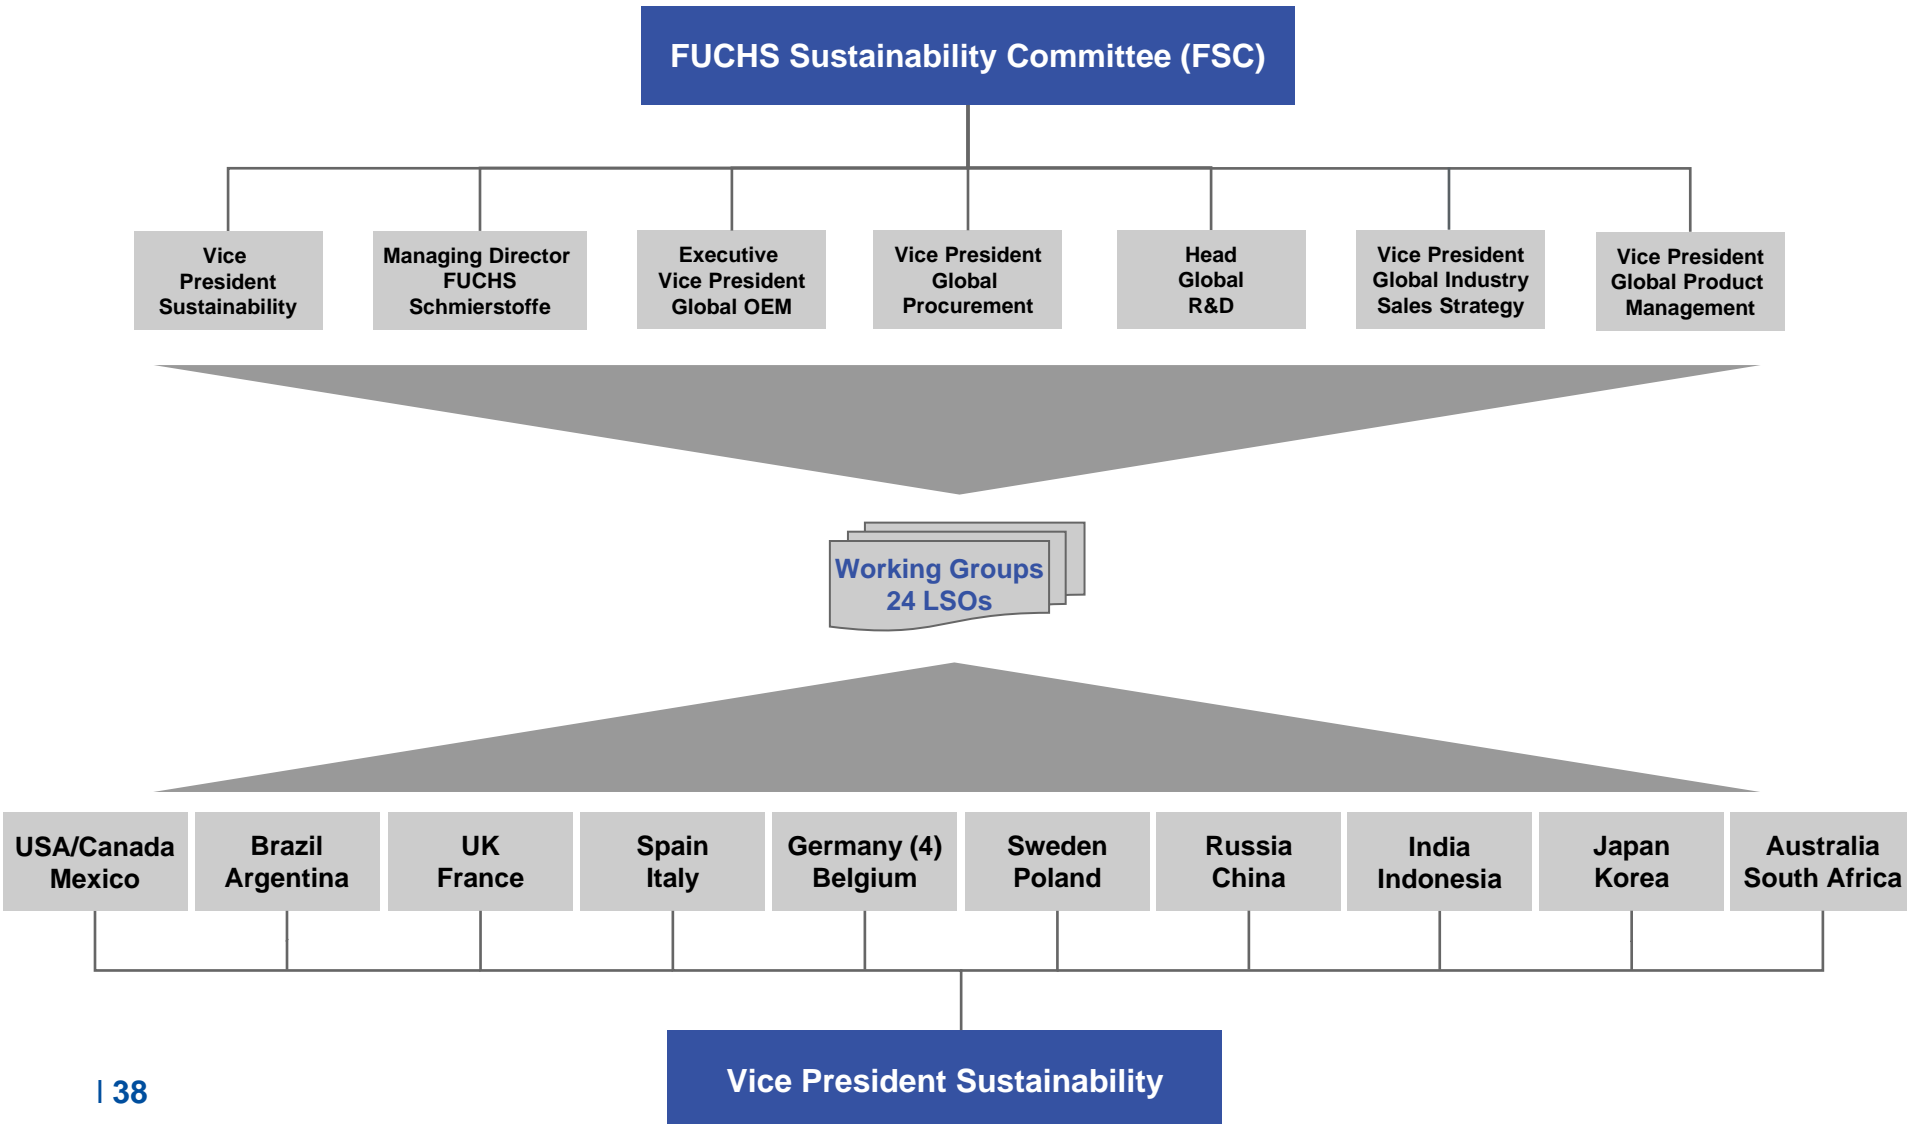 FUCHS Sustainability Committee (FSC)
Vice
President
Sustainability
Managing Director
FUCHS
Schmierstoffe
Executive
Vice President
Global OEM
Vice President
Global
Procurement
Head
Global
R&D
Vice President
Global Industry
Sales Strategy
Vice President
Global Product
Management
Working Groups
24 LSOs
USA/Canada
Mexico
Brazil
Argentina
UK
France
Spain
Italy
Germany (4)
Belgium
Sweden
Poland
Russia
China
India
Indonesia
Japan
Korea
Australia
South Africa
Vice President Sustainability
| 38